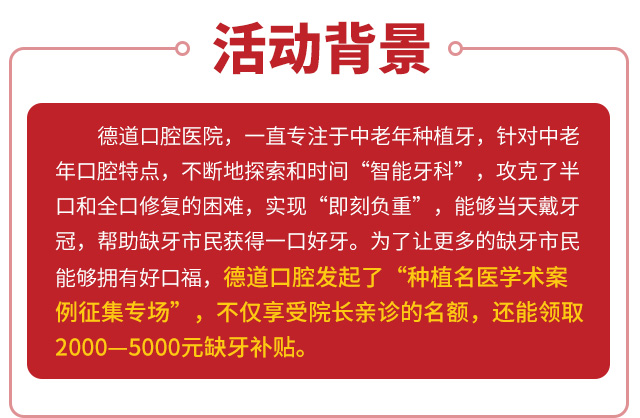 活动背景
德道口腔医院，一直专注于中老年种植牙，针对中老
年口腔特点，不断地探索和时间“智能牙科”，攻克了半
口和全口修复的困难，实现“即刻负重”，能够当天戴牙
冠，帮助缺牙市民获得一口好牙。为了让更多的缺牙市民
能够拥有好口福，德道口腔发起了“种植名医学术案
例征集专场”，不仅享受院长亲诊的名额，还能领取
2000—5000元缺牙补贴。